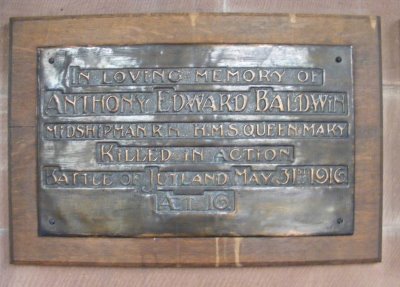 IN LOVING MEMORY OF
ANTHONY EDWARD BALDWIN
MIDSHIPMAN R.N. H.M.S. QUEEN MARY
KILLED IN ACTION
BATTLE OF JUTLAND MAY 31ST 1916
ÆT 16